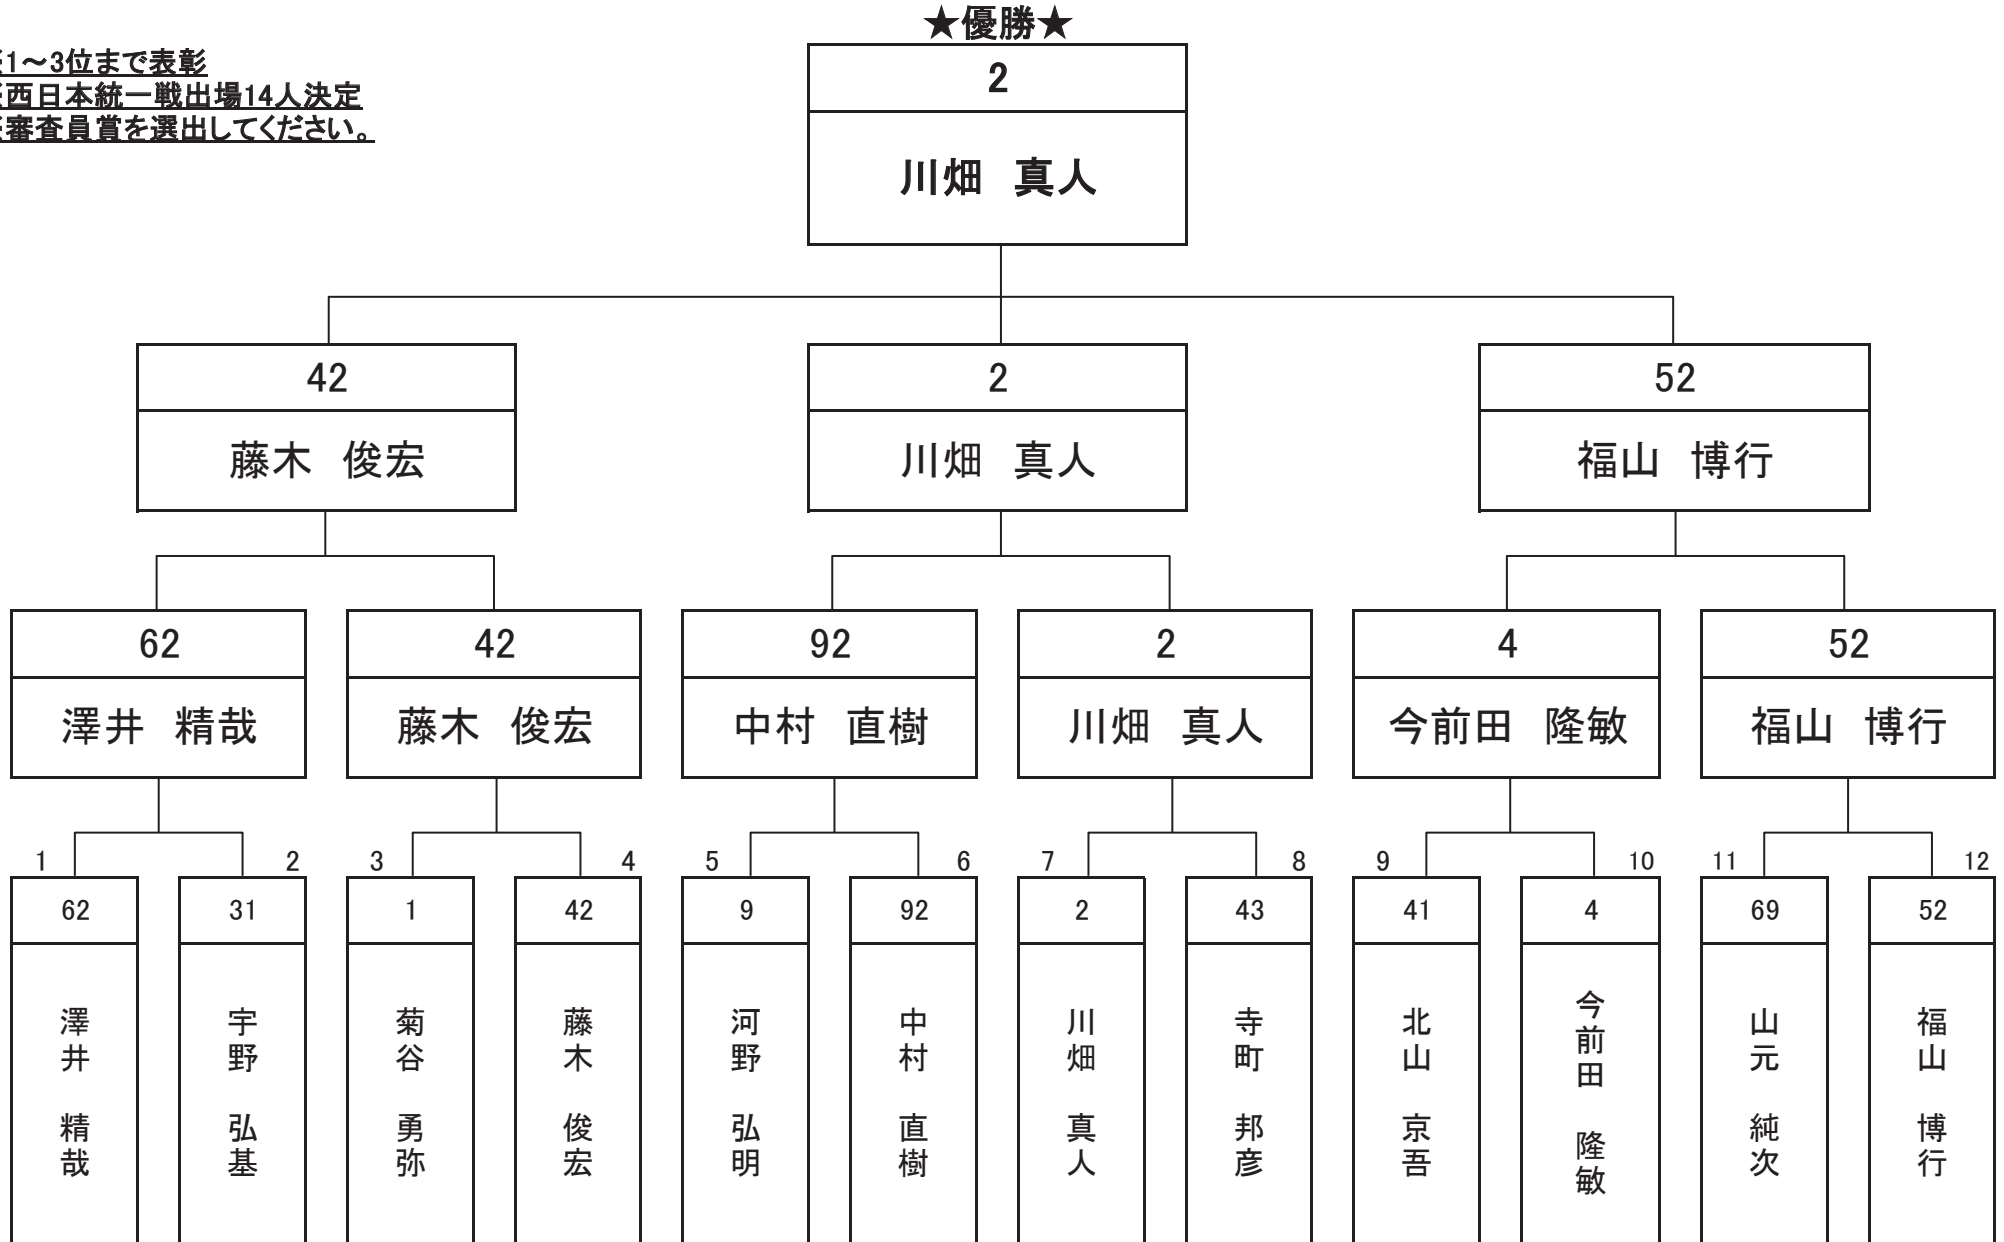 ★優勝★
※1～3位まで表彰
※西日本統一戦出場14人決定
※審査員賞を選出してください。
2
川畑　真人
42
2
52
藤木　俊宏
川畑　真人
福山　博行
62
42
92
2
4
52
澤井　精哉
藤木　俊宏
中村　直樹
川畑　真人
今前田　隆敏
福山　博行
1
2
3
4
5
6
7
8
9
10
11
12
62
31
1
42
9
92
2
43
41
4
69
52
澤井　精哉
宇野　弘基
菊谷　勇弥
藤木　俊宏
河野　弘明
中村　直樹
川畑　真人
寺町　邦彦
北山　京吾
今前田　隆敏
山元　純次
福山　博行